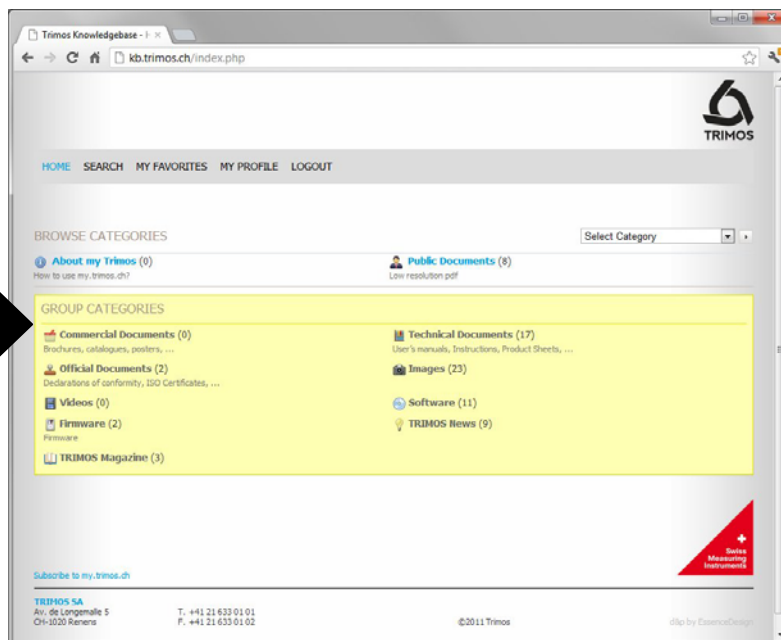 Trimos Knowledgebase - H
kb.trimos.ch/index.php
TRIMOS
HOME SEARCH MY FAVORITES MY PROFILE LOGOUT
BROWSE CATEGORIES
Select Category
About my Trimos (0)
How to use my.trimos.ch?
Public Documents (8)
Low resolution pdf
GROUP CATEGORIES
Commercial Documents (0)
Brochures, catalogues, posters, ...
Technical Documents (17)
User's manuals, Instructions, Product Sheets, ...
Official Documents (2)
Declarations of conformity, ISO Certificates, ...
Images (23)
Videos (0)
Software (11)
Firmware (2)
Firmware
TRIMOS News (9)
TRIMOS Magazine (3)
Swiss
Measuring
Instruments
Subscribe to my.trimos.ch
TRIMOS SA
Av. de Longemalle 5
CH-1020 Renens
T. +41 21 633 01 01
F. +41 21 633 01 02
©2011 Trimos
by EssenceDesign